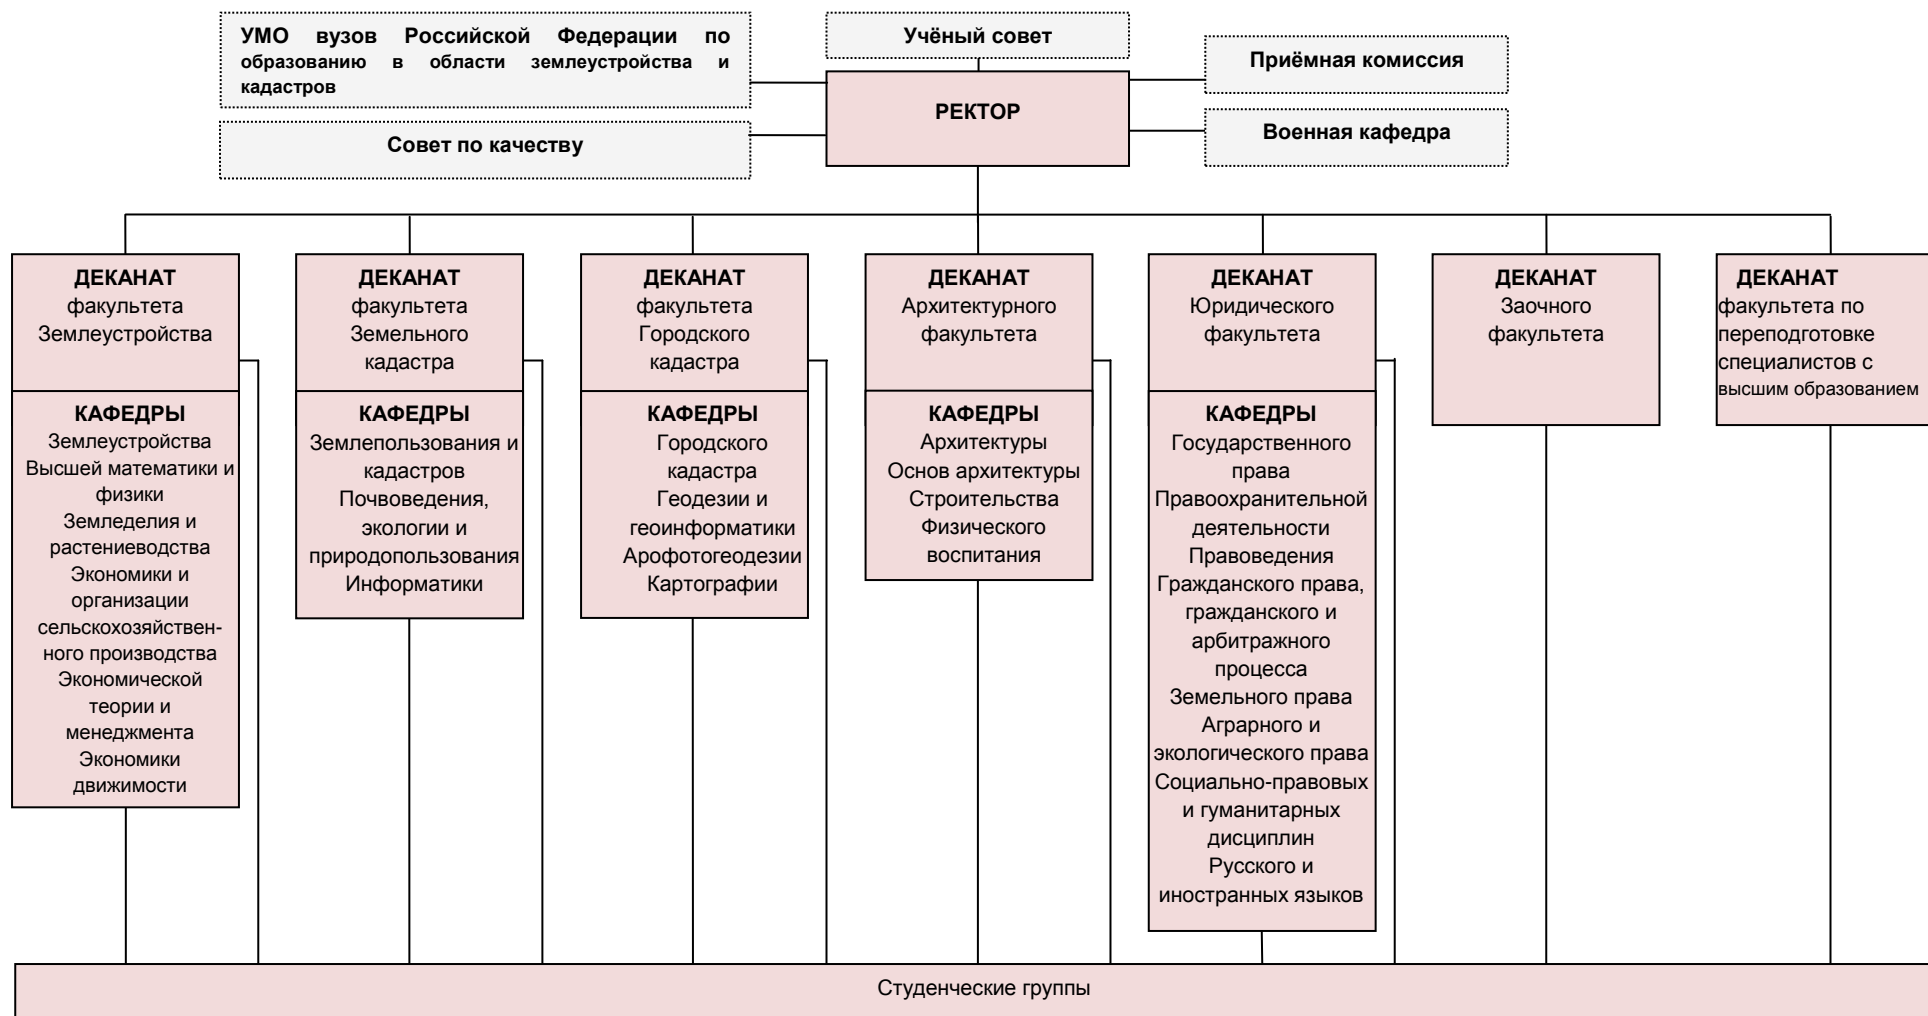 УМО вузов Российской Федерации по
образованию в области землеустройства и
кадастров
Учёный совет
Приёмная комиссия
РЕКТОР
Совет по качеству
Военная кафедра
ДЕКАНАТ
факультета
Землеустройства
ДЕКАНАТ
факультета
Земельного
кадастра
ДЕКАНАТ
факультета
Городского
кадастра
ДЕКАНАТ
Архитектурного
факультета
ДЕКАНАТ
Юридического
факультета
ДЕКАНАТ
Заочного
факультета
ДЕКАНАТ
факультета по
переподготовке
специалистов с
высшим образованием
КАФЕДРЫ
Землеустройства
Высшей математики и
физики
Земледелия и
растениеводства
Экономики и
организации
сельскохозяйствен-
ного производства
Экономической
теории и
менеджмента
Экономики
движимости
КАФЕДРЫ
Землепользования и
кадастров
Почвоведения,
экологии и
природопользования
Информатики
КАФЕДРЫ
Городского
кадастра
Геодезии и
геоинформатики
Арофотогеодезии
Картографии
КАФЕДРЫ
Архитектуры
Основ архитектуры
Строительства
Физического
воспитания
КАФЕДРЫ
Государственного
права
Правоохранительной
деятельности
Правоведения
Гражданского права,
гражданского и
арбитражного
процесса
Земельного права
Аграрного и
экологического права
Социально-правовых
и гуманитарных
дисциплин
Русского и
иностранных языков
Студенческие группы